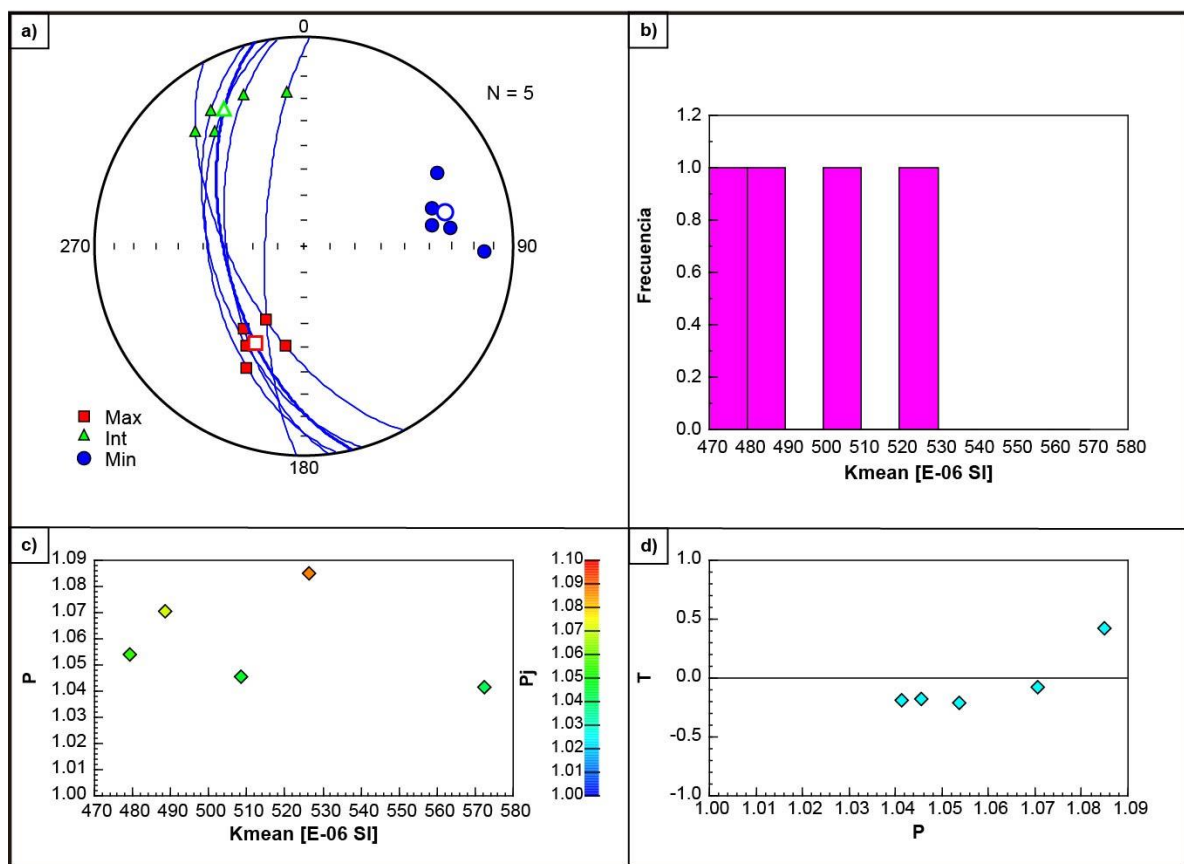 a)
0
N = 5
270
90
180
Max
Int
Min
b)
1.2
1.0
0.8
0.6
0.4
0.2
0.0
Frecuencia
470 480 490 500 510 520 530 540 550 560 570 580
Kmean [E-06 SI]
c)
1.09
1.08
1.07
1.06
1.05
1.04
1.03
1.02
1.01
1.00
P
470 480 490 500 510 520 530 540 550 560 570 580
Kmean [E-06 SI]
Pj
1.10
1.09
1.08
1.07
1.06
1.05
1.04
1.03
1.02
1.01
1.00
d)
1.0
0.5
0.0
-0.5
-1.0
T
1.00 1.01 1.02 1.03 1.04 1.05 1.06 1.07 1.08 1.09
P